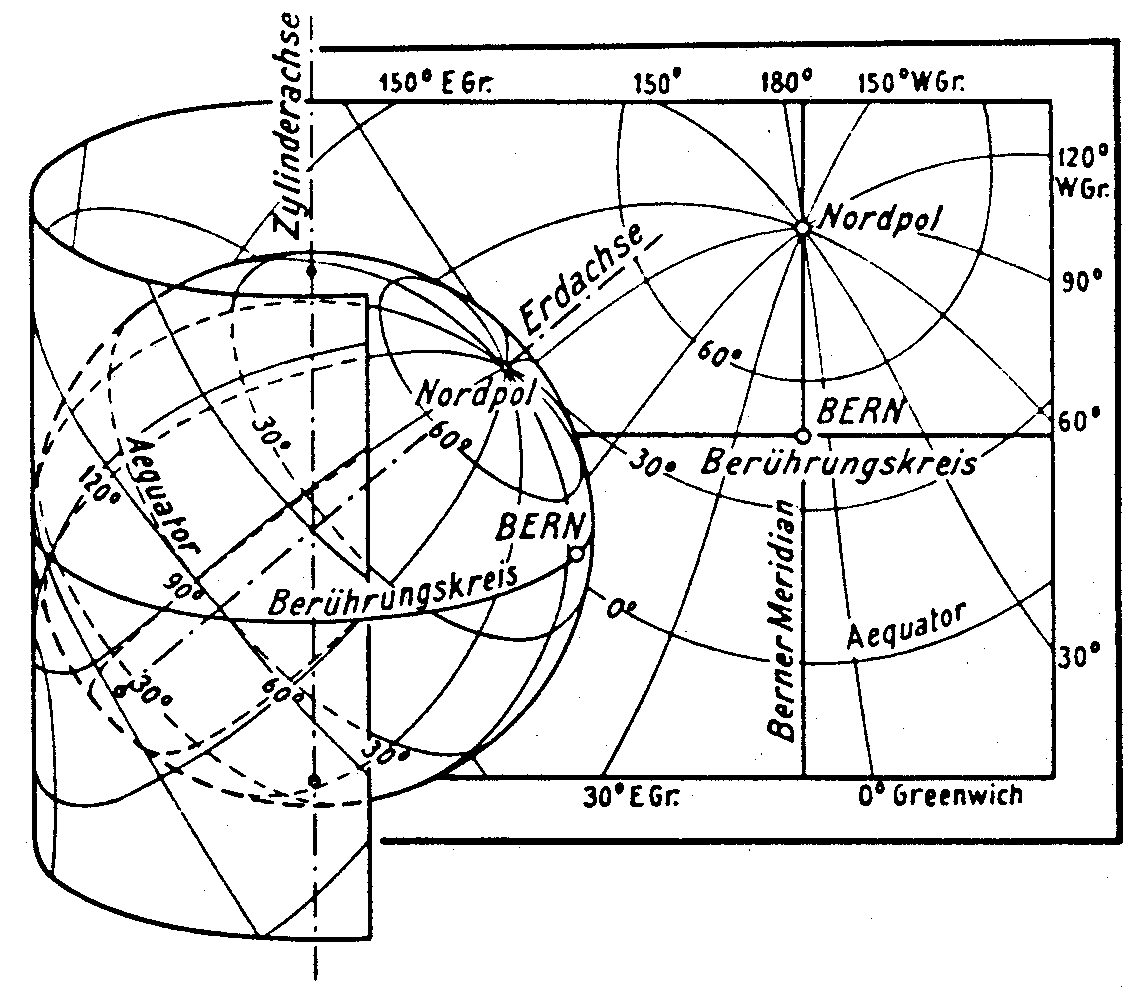 Zylinderachse
150° E Gr.
150°
180°
150° W Gr.
120°
W Gr.
Nordpol
Erdachse
90°
60°
Nordpol
BERN
60°
30°
60°
Aequator
120°
30° Berührungskreis
BERN
90°
Berührungskreis
Berner Meridian
0°
Aequator
30°
30°
60°
30°
30° E Gr.
0° Greenwich